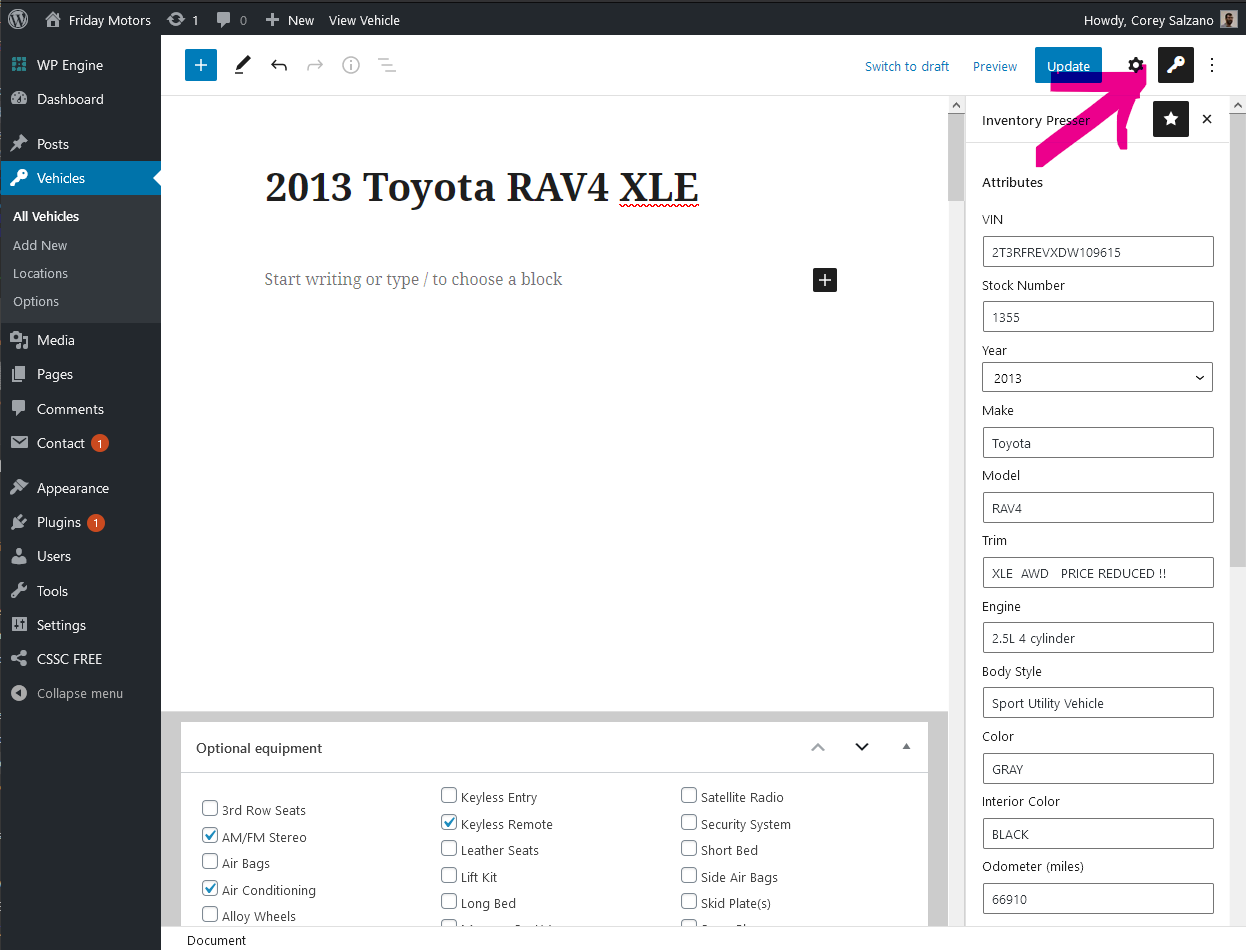 Friday Motors 1 0 New View Vehicle Howdy, Corey Salzano
WP Engine
Dashboard
Posts
Vehicles
All Vehicles
Add New
Locations
Options
Media
Pages
Comments
Contact 1
Appearance
Plugins 1
Users
Tools
Settings
CSSC FREE
Collapse menu
Switch to draft Preview Update
2013 Toyota RAV4 XLE
Start writing or type / to choose a block
Optional equipment
3rd Row Seats
AM/FM Stereo
Air Bags
Air Conditioning
Alloy Wheels
Keyless Entry
Keyless Remote
Leather Seats
Lift Kit
Long Bed
Satellite Radio
Security System
Short Bed
Side Air Bags
Skid Plate(s)
Document
Inventory Presser
Attributes
VIN
2T3RFREVXDW109615
Stock Number
1355
Year
2013
Make
Toyota
Model
RAV4
Trim
XLE AWD PRICE REDUCED !!
Engine
2.5L 4 cylinder
Body Style
Sport Utility Vehicle
Color
GRAY
Interior Color
BLACK
Odometer (miles)
66910